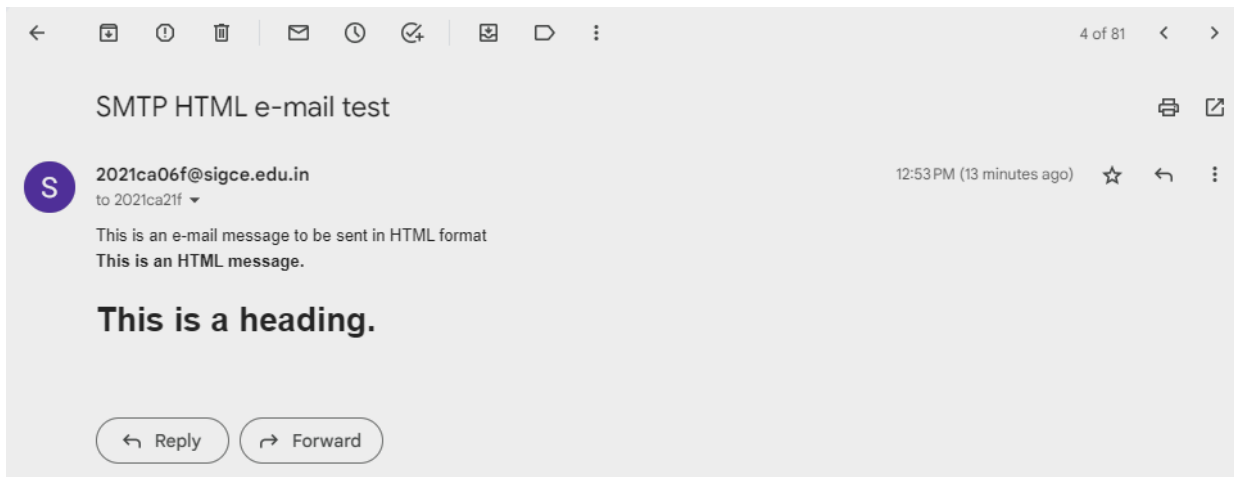 4 of 81
SMTP HTML e-mail test
S
2021ca06f@sigce.edu.in
12:53 PM (13 minutes ago)
to 2021ca21f
This is an e-mail message to be sent in HTML format
This is an HTML message.
This is a heading.
Reply
Forward